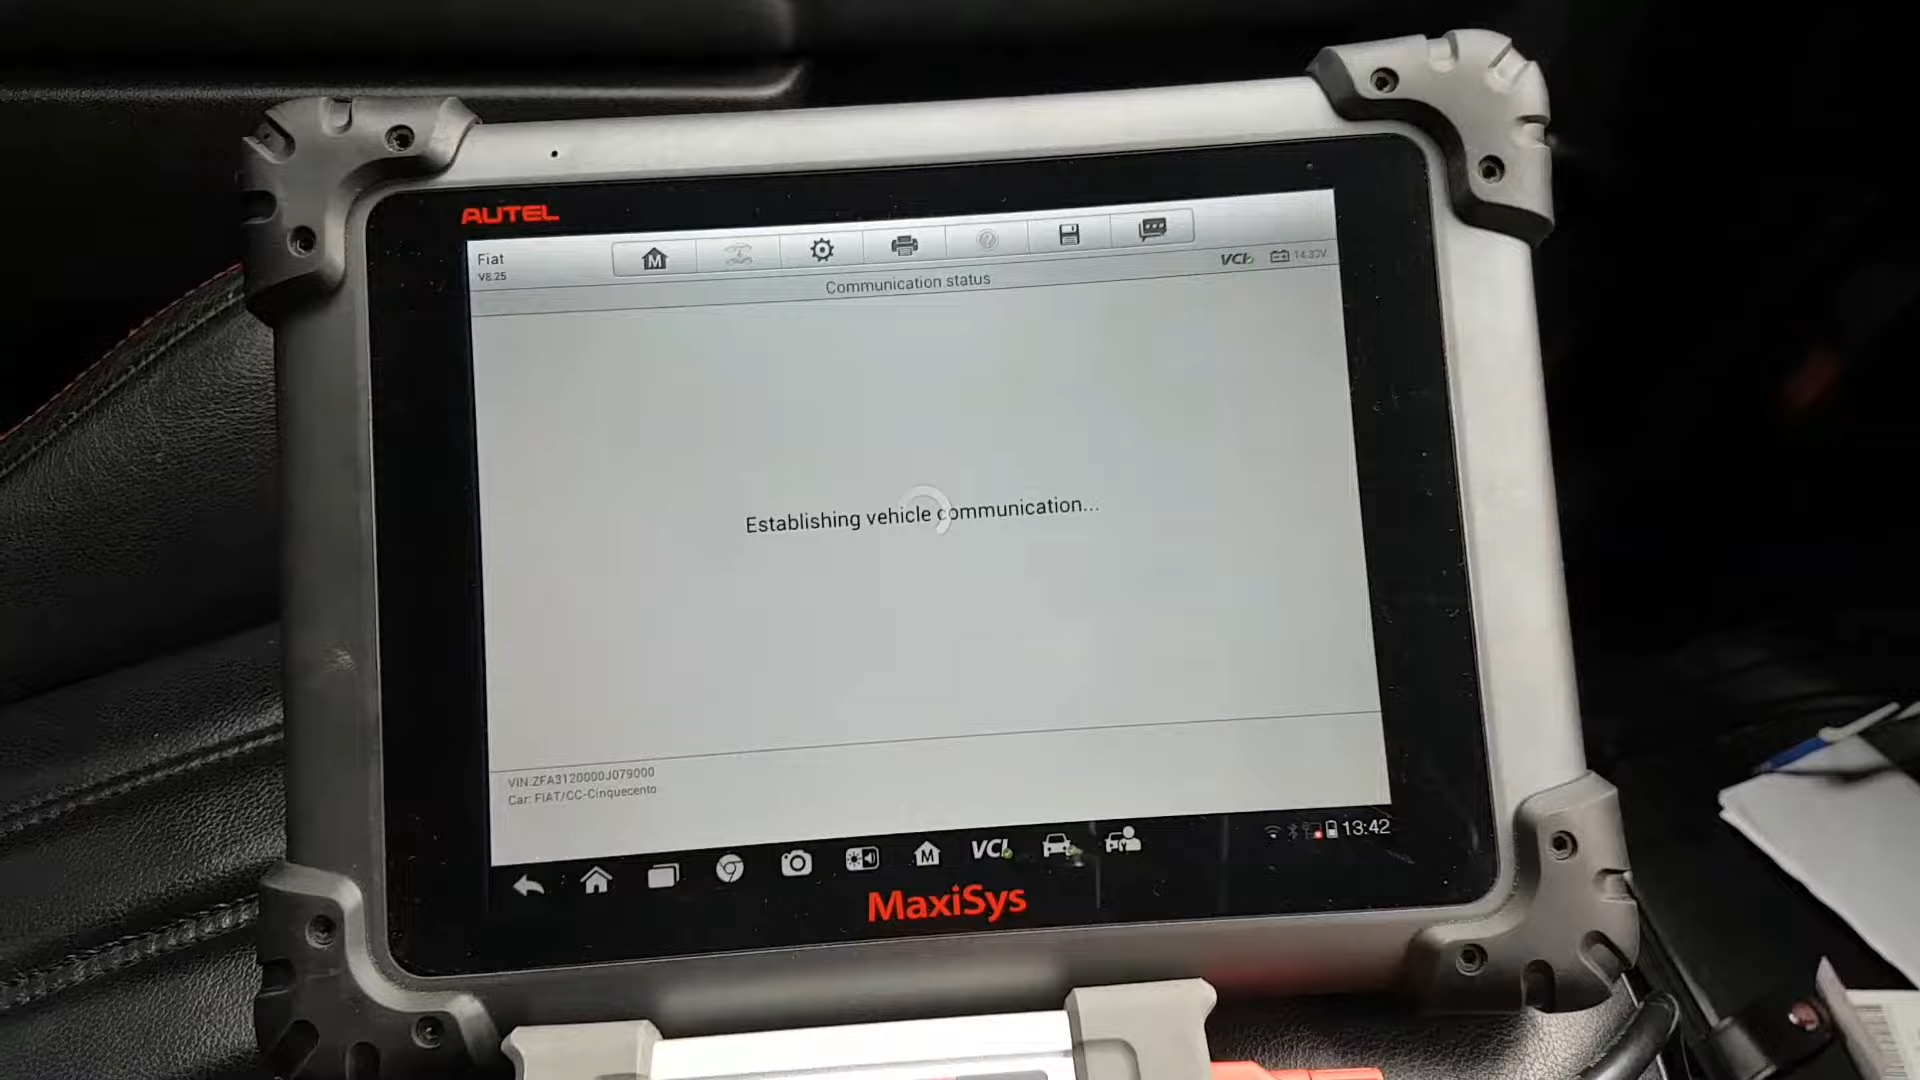 AUTEL
Fiat
V8.25
M
VCI
14.32V
Communication status
Establishing vehicle communication...
VIN:ZFA3120000J079000
Car: FIAT/CC-Cinquecento
M
VCI
13:42
MaxiSys